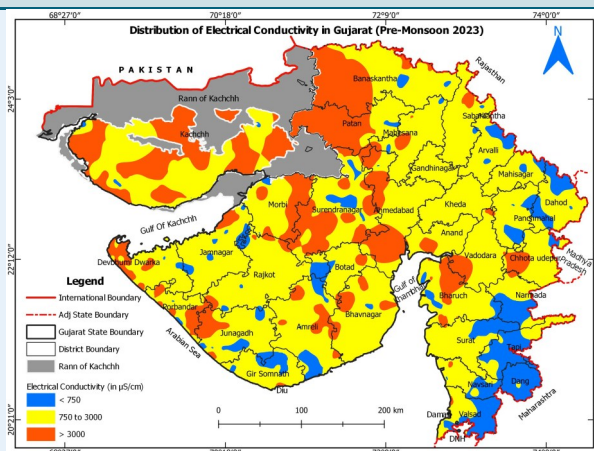 68°27'0"
70°18'0"
72°9'0"
74°0'0"
Distribution of Electrical Conductivity in Gujarat (Pre-Monsoon 2023)
N
PAKISTAN
Rajasthan
Banaskantha
Rann of Kachchh
24°3'
Sabarkantha
Patan
Mahesana
Kachchh
Arvalli
Gandhinagar
Mahisagar
Morbi
Surendranagar
Ahmedabad
Kheda
Dahod
Panchmahal
Gulf Of Kachchh
Anand
Jamnagar
Vadodara
Madhya Pradesh
Devbhumi Dwarka
Botad
Chhota udepur
22°12'
Rajkot
Gulf of Khambhat
Legend
International Boundary
Adj State Boundary
Gujarat State Boundary
District Boundary
Rann of Kachchh
Narmada
Bharuch
Porbandar
Bhavnagar
Amreli
Junagadh
Arabian Sea
Surat
Tapi
Gir Somnath
Electrical Conductivity (in µS/cm)
< 750
750 to 3000
> 3000
Diu
Dang
Navsari
Maharashtra
0 100 200 km
Daman
Valsad
DNH
20°21'0"